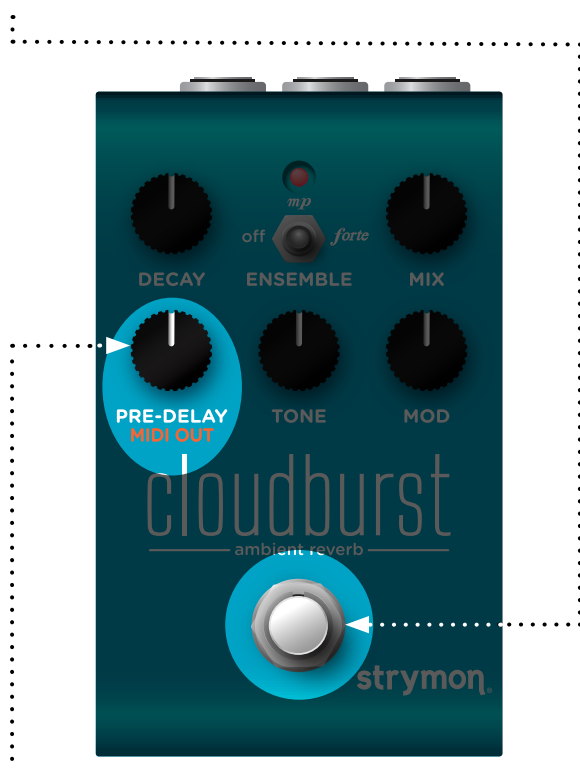 mp
off forte
DECAY ENSEMBLE MIX
PRE-DELAY TONE MOD
MIDI OUT
cloudburst
ambient reverb
strymon®